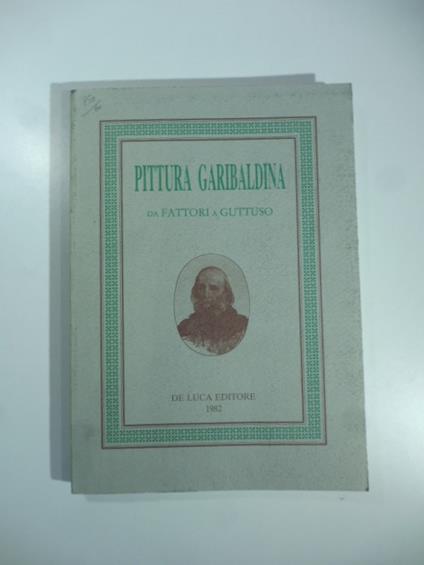 PITTURA GARIBALDINA
DA FATTORI A GUTTUSO
DE LUCA EDITORE
1982